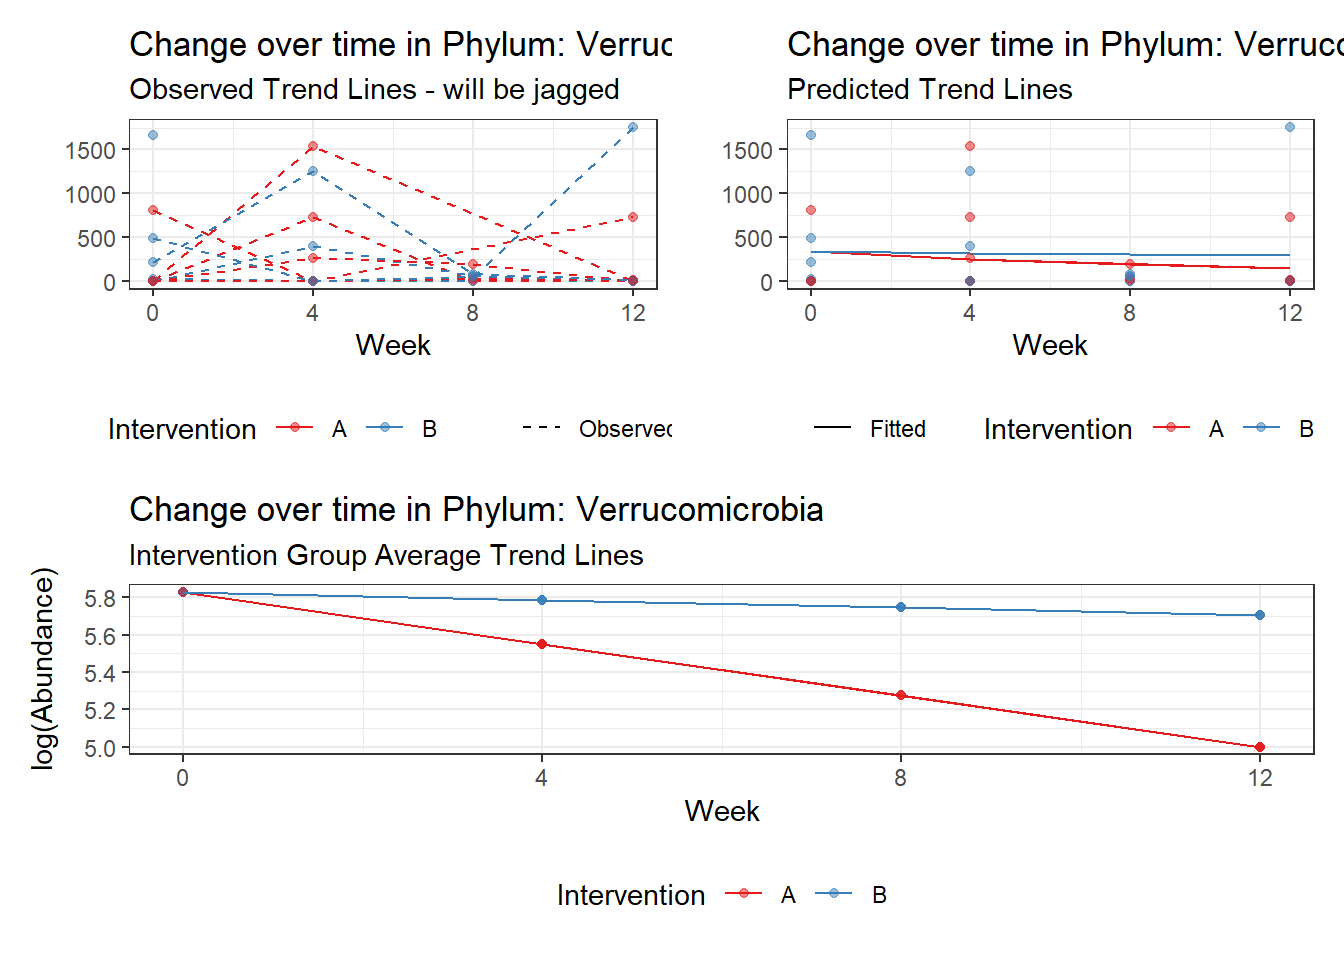 Change over time in Phylum: Verruc
Observed Trend Lines - will be jagged
1500
1000
500
0
0 4 8 12
Week
Intervention A B Observed
Change over time in Phylum: Verruco
Predicted Trend Lines
1500
1000
500
0
0 4 8 12
Week
Fitted Intervention A B
Change over time in Phylum: Verrucomicrobia
Intervention Group Average Trend Lines
log(Abundance)
5.8
5.6
5.4
5.2
5.0
0 4 8 12
Week
Intervention A B